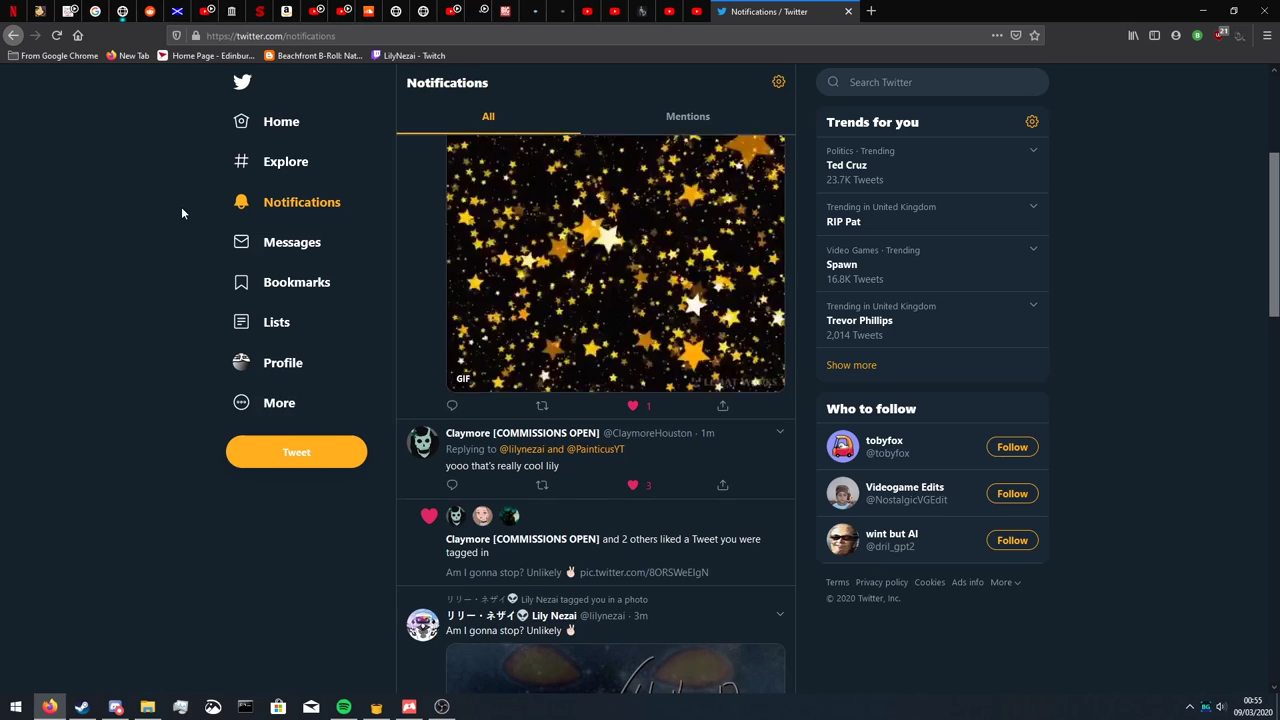 Notifications / Twitter
https://twitter.com/notifications
21
From Google Chrome
New Tab
Home Page - Edinbur...
Beachfront B-Roll: Nat...
LilyNezai - Twitch
Home
Explore
Notifications
Messages
Bookmarks
Lists
Profile
More
Tweet
Notifications
All
Mentions
GIF
1
Claymore [COMMISSIONS OPEN] @ClaymoreHouston · 1m
Replying to @lilynezai and @PainticusYT
yooo that's really cool lily
3
Claymore [COMMISSIONS OPEN] and 2 others liked a Tweet you were
tagged in
Am I gonna stop? Unlikely ✌🏻 pic.twitter.com/8ORSWeEIgN
リリー・ネザイ👽 Lily Nezai tagged you in a photo
リリー・ネザイ👽 Lily Nezai @lilynezai · 3m
Am I gonna stop? Unlikely ✌🏻
Search Twitter
Trends for you
Politics · Trending
Ted Cruz
23.7K Tweets
Trending in United Kingdom
RIP Pat
Video Games · Trending
Spawn
16.8K Tweets
Trending in United Kingdom
Trevor Phillips
2,014 Tweets
Show more
Who to follow
tobyfox
@tobyfox
Follow
Videogame Edits
@NostalgicVGEdit
Follow
wint but AI
@dril_gpt2
Follow
Terms Privacy policy Cookies Ads info More
© 2020 Twitter, Inc.
00:55
09/03/2020